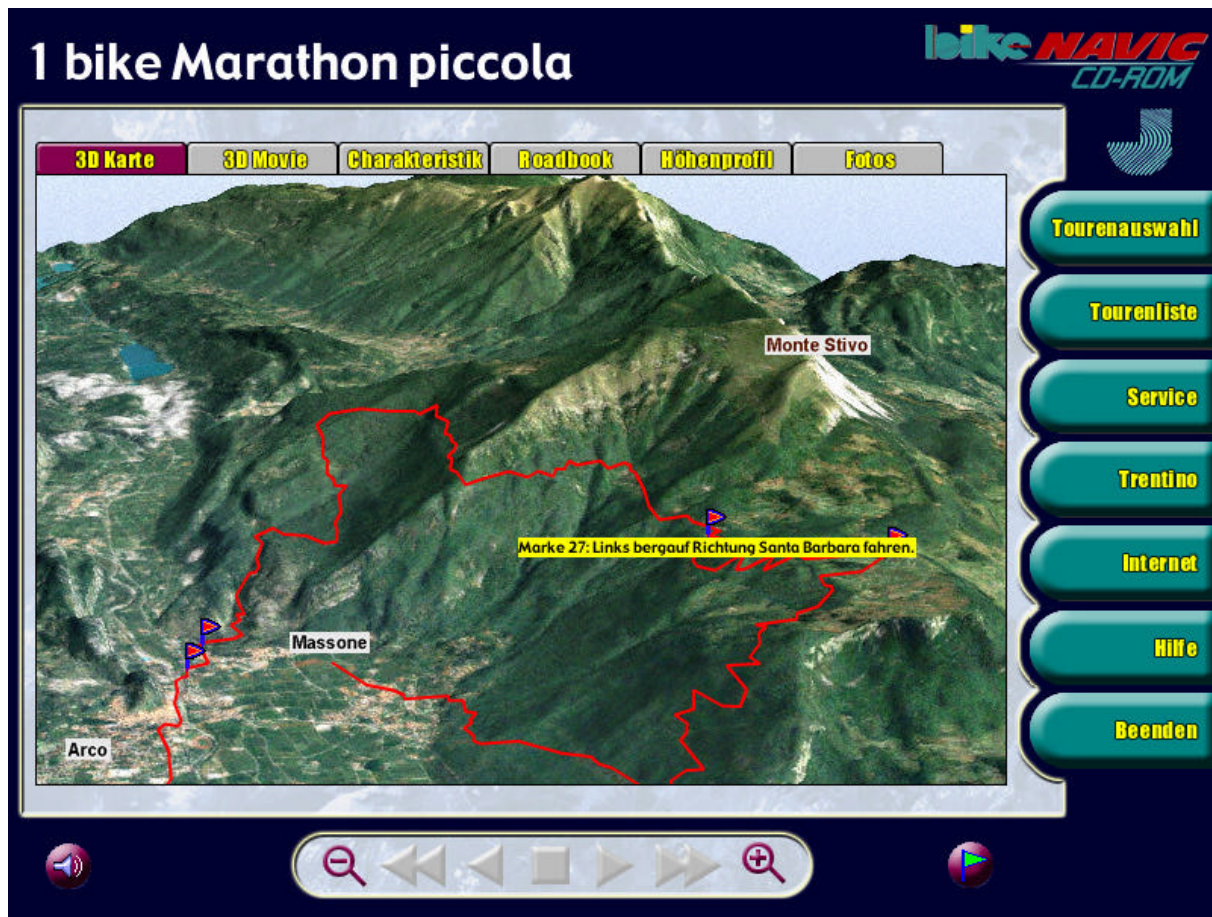 1 bike Marathon piccola
bike NAVIC
CD-ROM
3D Karte
3D Movie
Charakteristik
Roadbook
Höhenprofil
Fotos
Tourenauswahl
Tourenliste
Monte Stivo
Service
Trentino
Marke 27: Links bergauf Richtung Santa Barbara fahren.
Internet
Massone
Hilfe
Beenden
Arco